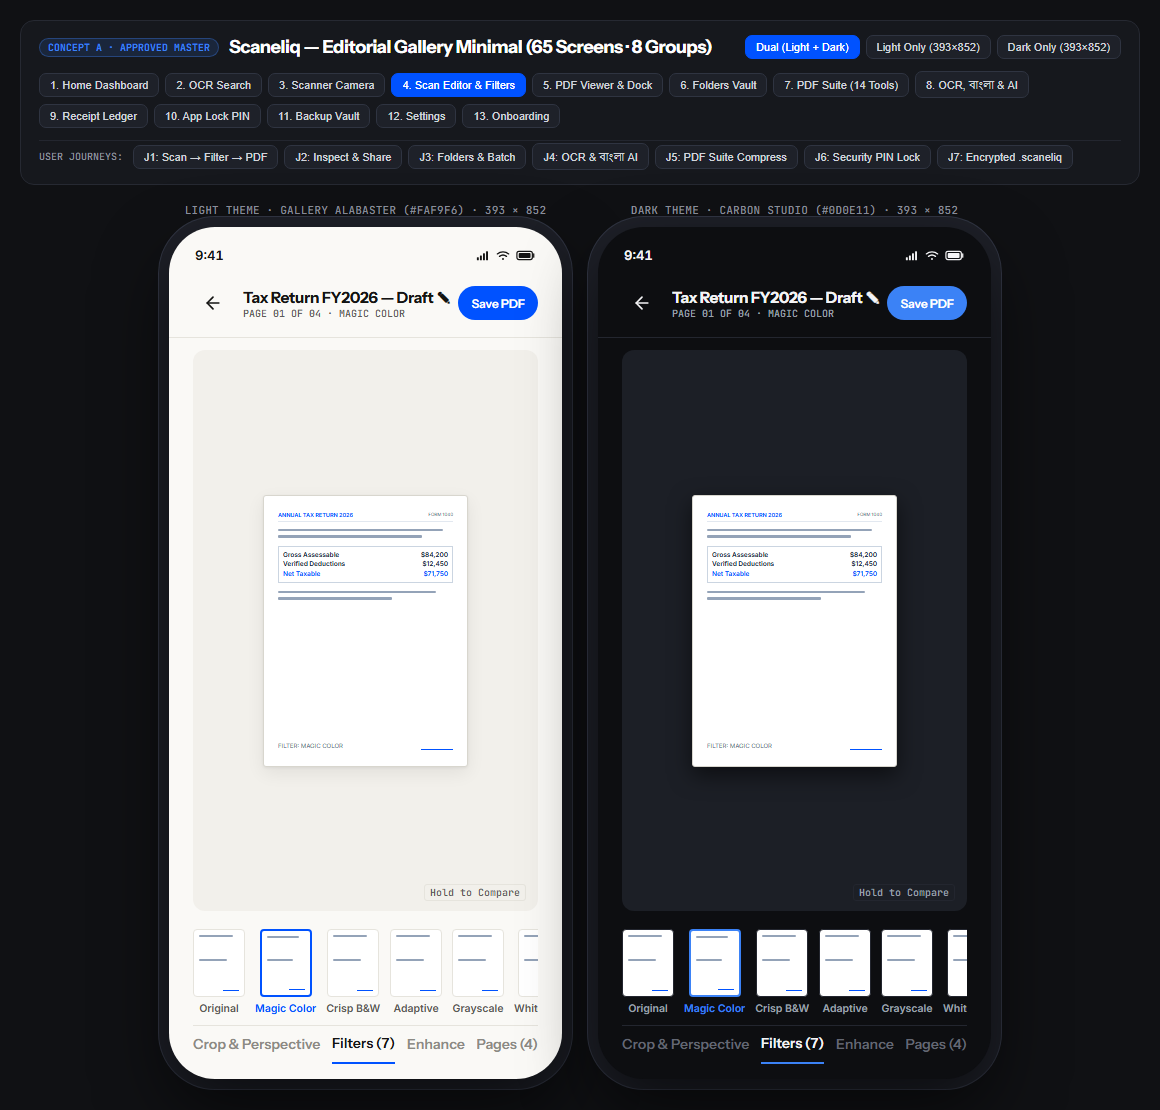 CONCEPT A · APPROVED MASTER
Scaneliq — Editorial Gallery Minimal (65 Screens · 8 Groups)
Dual (Light + Dark)
Light Only (393×852)
Dark Only (393×852)
1. Home Dashboard
2. OCR Search
3. Scanner Camera
4. Scan Editor & Filters
5. PDF Viewer & Dock
6. Folders Vault
7. PDF Suite (14 Tools)
8. OCR, বাংলা & AI
9. Receipt Ledger
10. App Lock PIN
11. Backup Vault
12. Settings
13. Onboarding
USER JOURNEYS:
J1: Scan → Filter → PDF
J2: Inspect & Share
J3: Folders & Batch
J4: OCR & বাংলা AI
J5: PDF Suite Compress
J6: Security PIN Lock
J7: Encrypted .scaneliq
LIGHT THEME · GALLERY ALABASTER (#FAF9F6) · 393 × 852
9:41
Tax Return FY2026 — Draft
PAGE 01 OF 04 · MAGIC COLOR
Save PDF
ANNUAL TAX RETURN 2026
FORM 1040
Gross Assessable $84,200
Verified Deductions $12,450
Net Taxable $71,750
FILTER: MAGIC COLOR
Hold to Compare
Original
Magic Color
Crisp B&W
Adaptive
Grayscale
Whit
Crop & Perspective
Filters (7)
Enhance
Pages (4)
DARK THEME · CARBON STUDIO (#0D0E11) · 393 × 852
9:41
Tax Return FY2026 — Draft
PAGE 01 OF 04 · MAGIC COLOR
Save PDF
ANNUAL TAX RETURN 2026
FORM 1040
Gross Assessable $84,200
Verified Deductions $12,450
Net Taxable $71,750
FILTER: MAGIC COLOR
Hold to Compare
Original
Magic Color
Crisp B&W
Adaptive
Grayscale
Whit
Crop & Perspective
Filters (7)
Enhance
Pages (4)